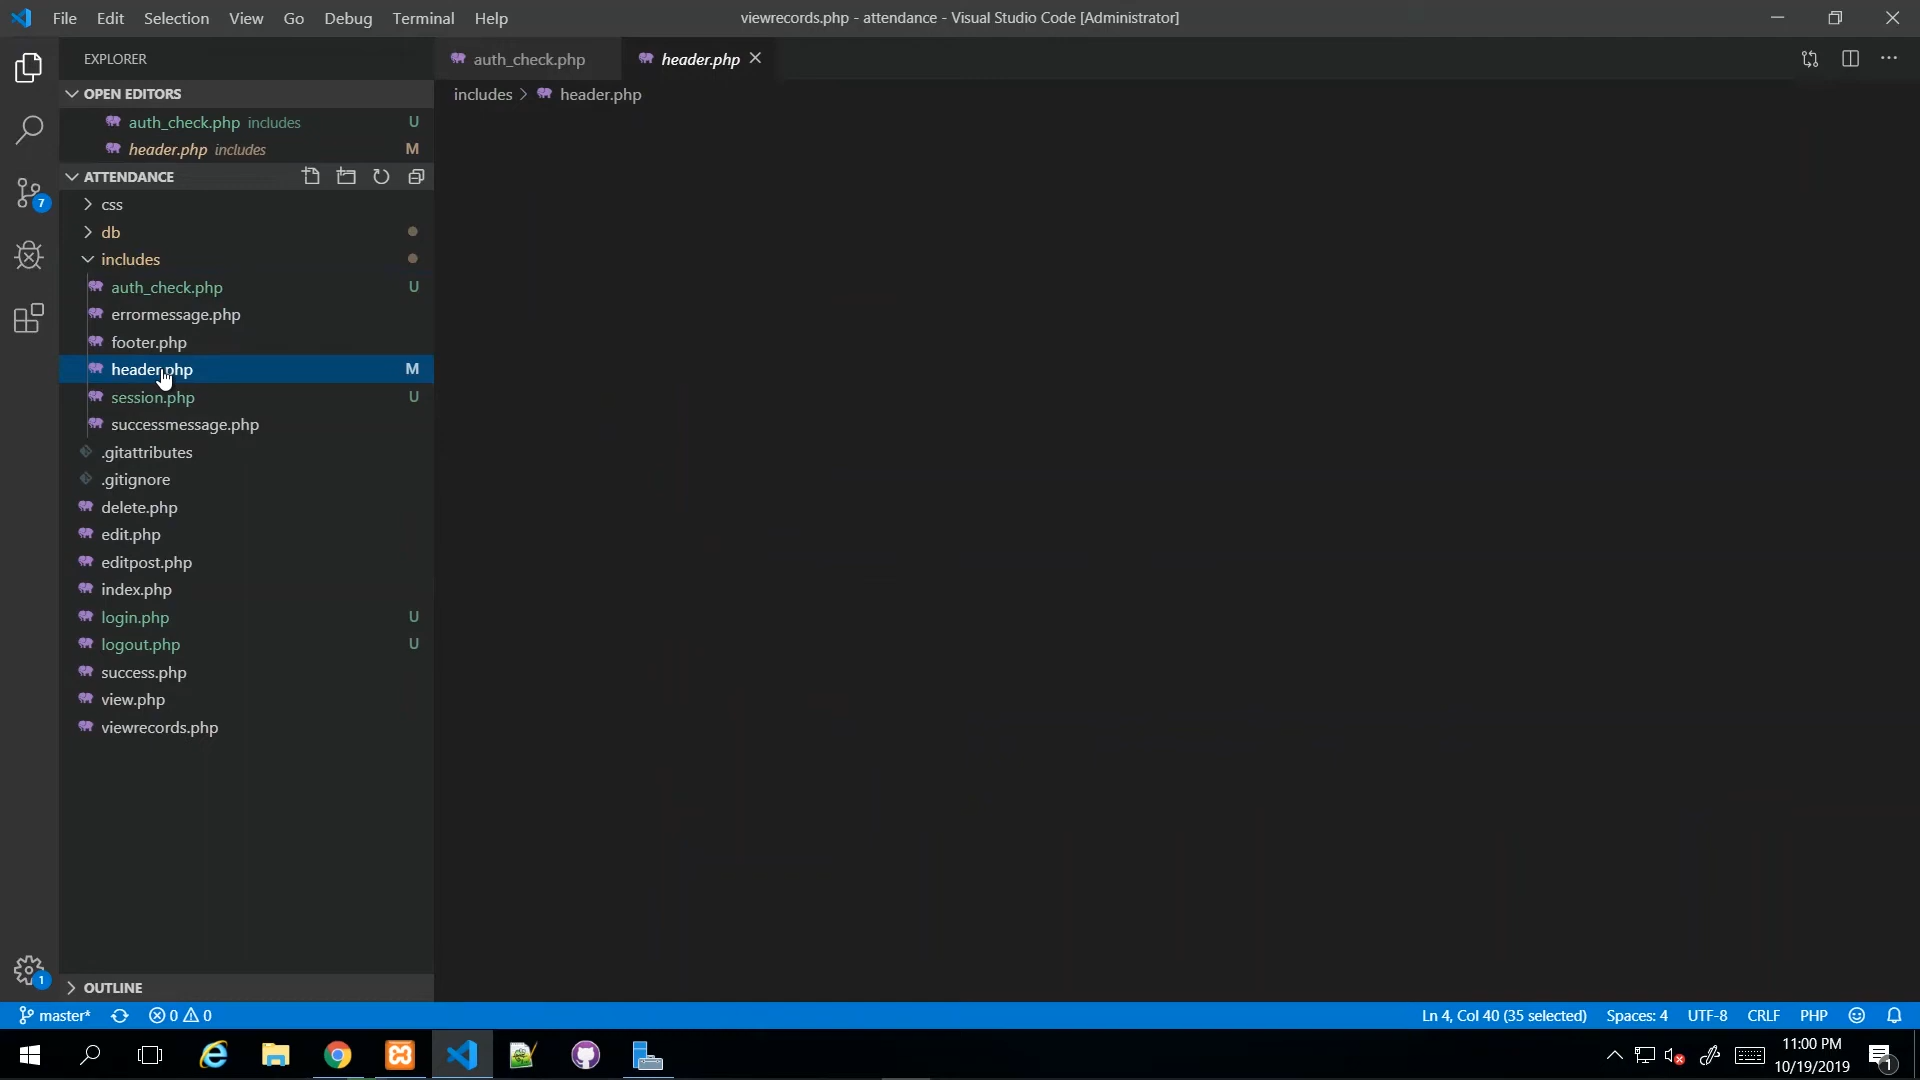 File Edit Selection View Go Debug Terminal Help
viewrecords.php - attendance - Visual Studio Code [Administrator]
EXPLORER
auth_check.php
header.php
OPEN EDITORS
includes > header.php
auth_check.php includes U
header.php includes M
ATTENDANCE
css
db
includes
auth_check.php U
errormessage.php
footer.php
header.php M
session.php U
successmessage.php
.gitattributes
.gitignore
delete.php
edit.php
editpost.php
index.php
login.php U
logout.php U
success.php
view.php
viewrecords.php
7
1
OUTLINE
master* 0 0
Ln 4, Col 40 (35 selected) Spaces: 4 UTF-8 CRLF PHP
11:00 PM
10/19/2019
1